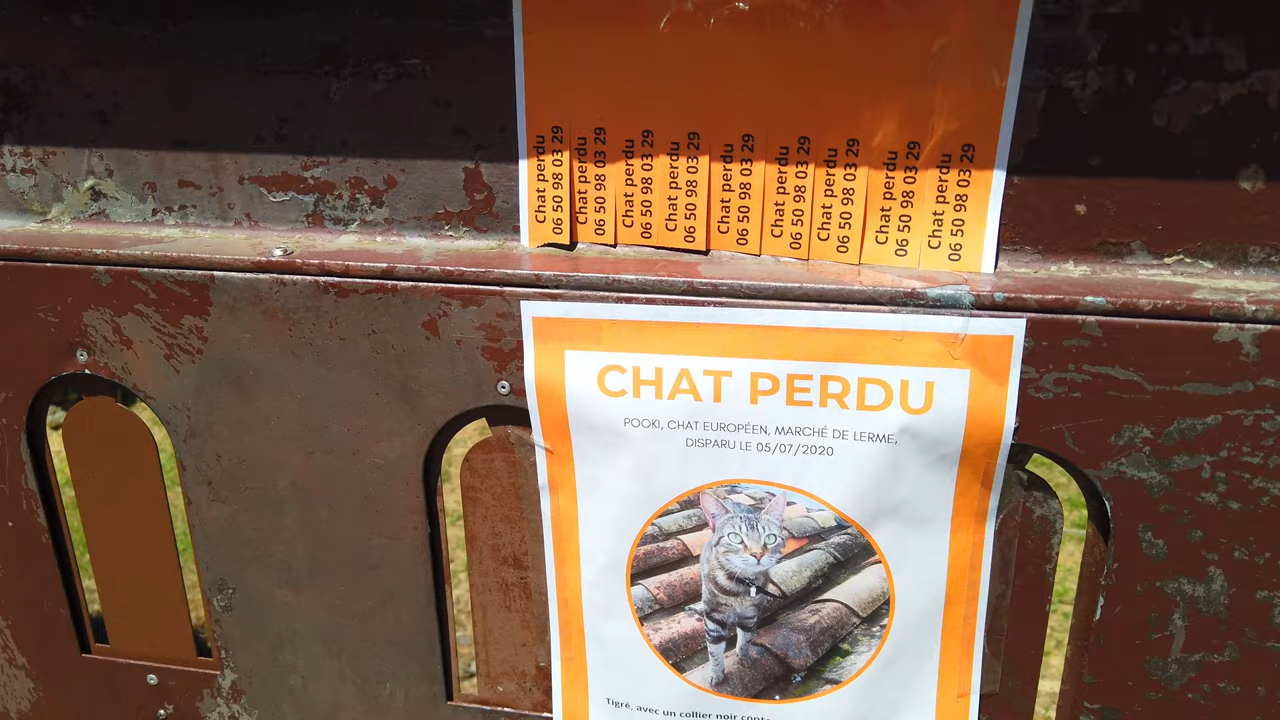 Chat perdu
06 50 98 03 29
Chat perdu
06 50 98 03 29
Chat perdu
06 50 98 03 29
Chat perdu
06 50 98 03 29
Chat perdu
06 50 98 03 29
Chat perdu
06 50 98 03 29
Chat perdu
06 50 98 03 29
Chat perdu
06 50 98 03 29
Chat perdu
06 50 98 03 29
CHAT PERDU
POOKI, CHAT EUROPÉEN, MARCHÉ DE LERME,
DISPARU LE 05/07/2020
Tigré, avec un collier noir